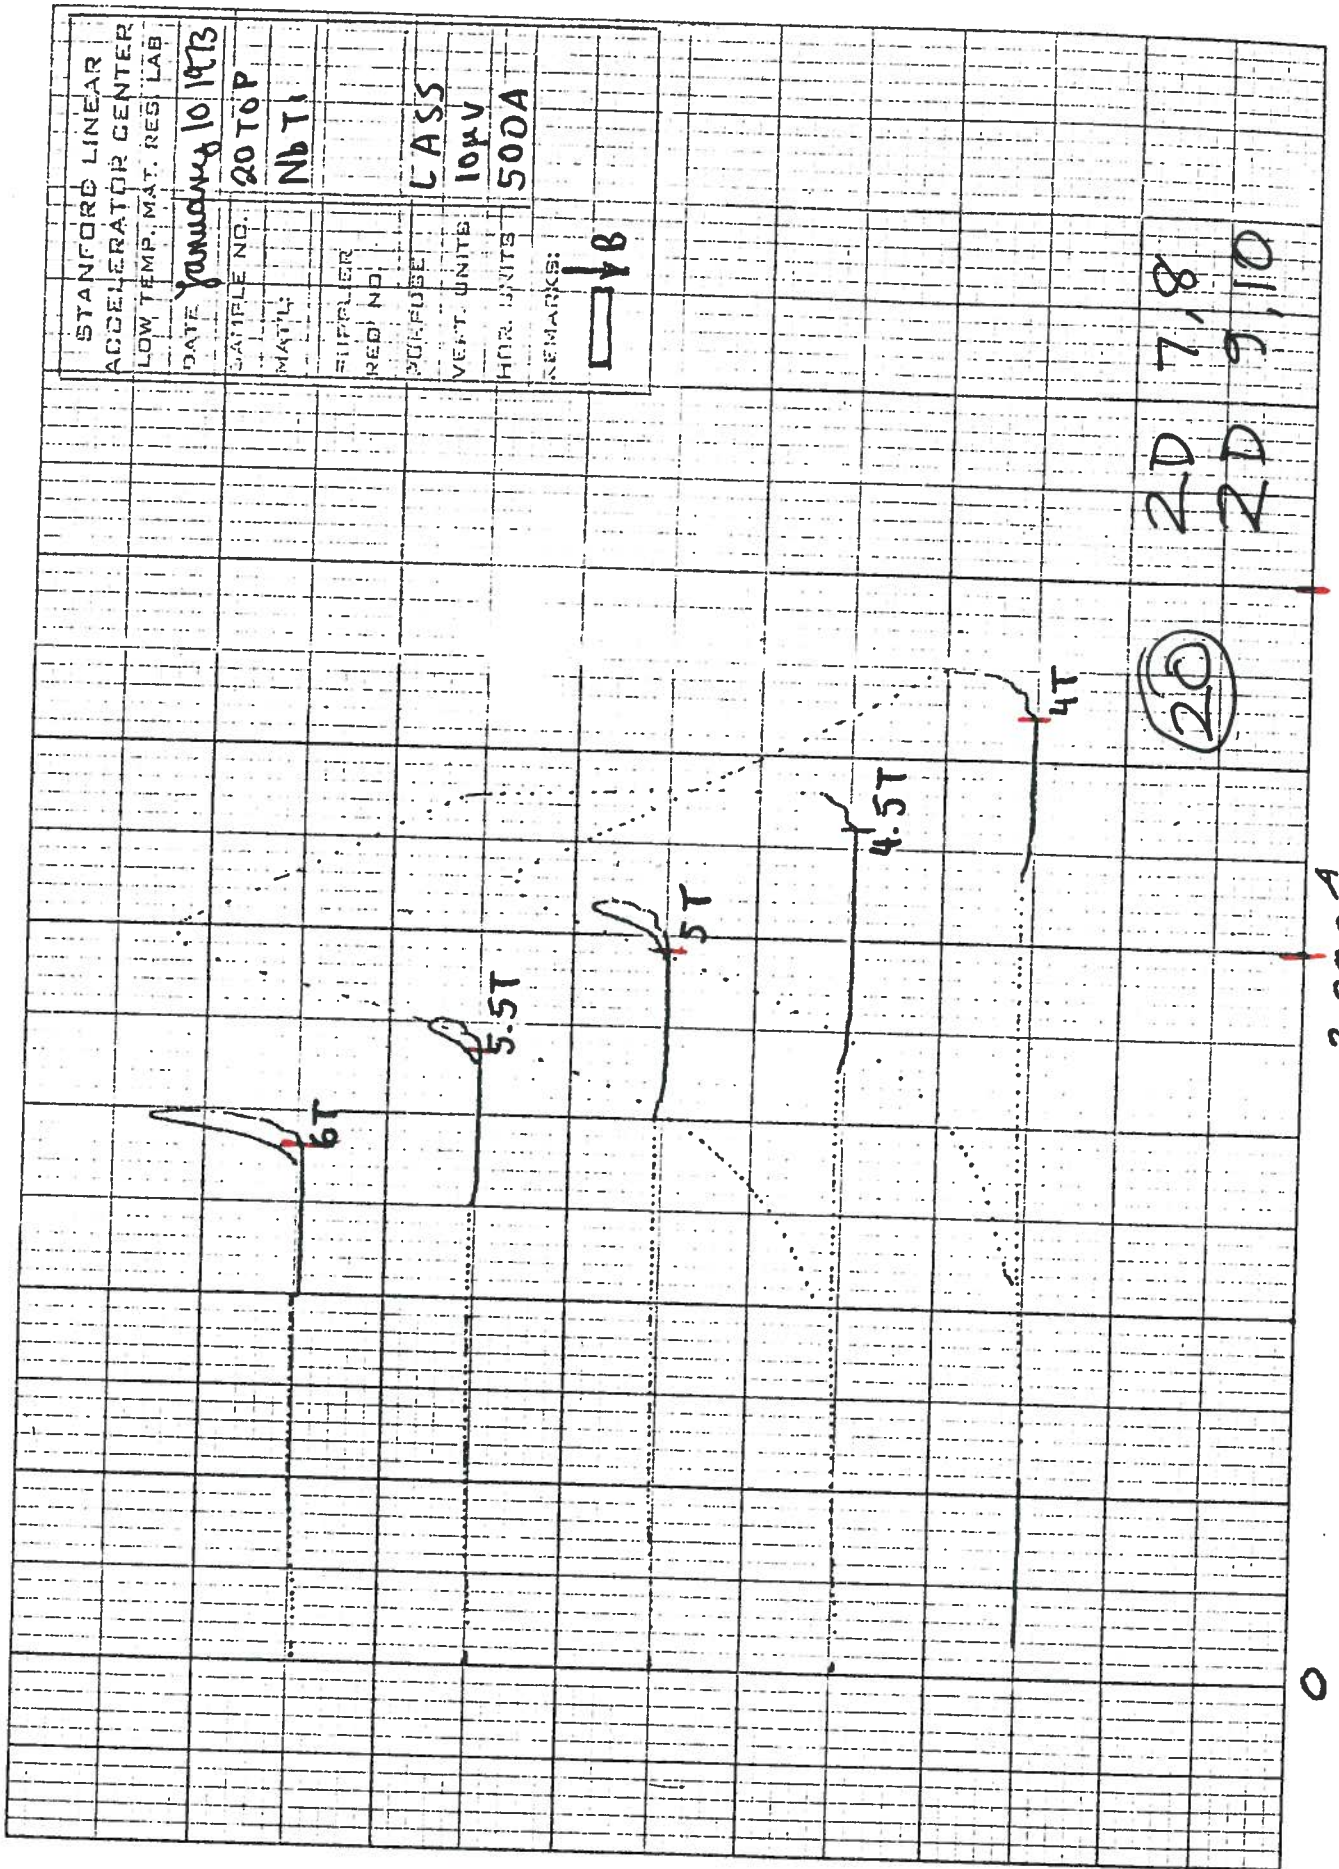 STANFORD LINEAR
ACCELERATOR CENTER
LOW TEMP. MAT. RES. LAB
DATE January 10 1973
SAMPLE NO. 20 TOP
MAT'L. NbTi
SUPPLIER
REQ'D NO.
PURPOSE LASS
VERT. UNITS 10μV
HOR. UNITS 500A
REMARKS:
B
6T
5.5T
5T
4.5T
4T
20
2D 7, 8
2D 9, 10
0
A